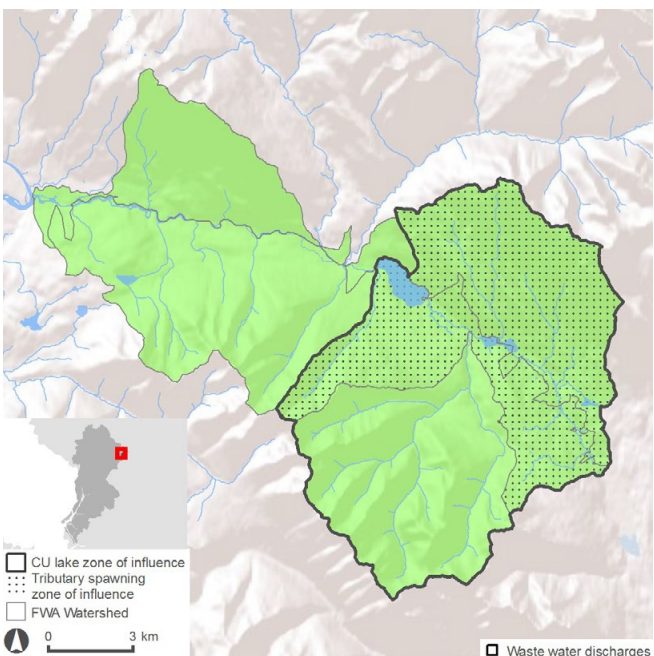 CU lake zone of influence
Tributary spawning
zone of influence
FWA Watershed
0 3 km
Waste water discharges